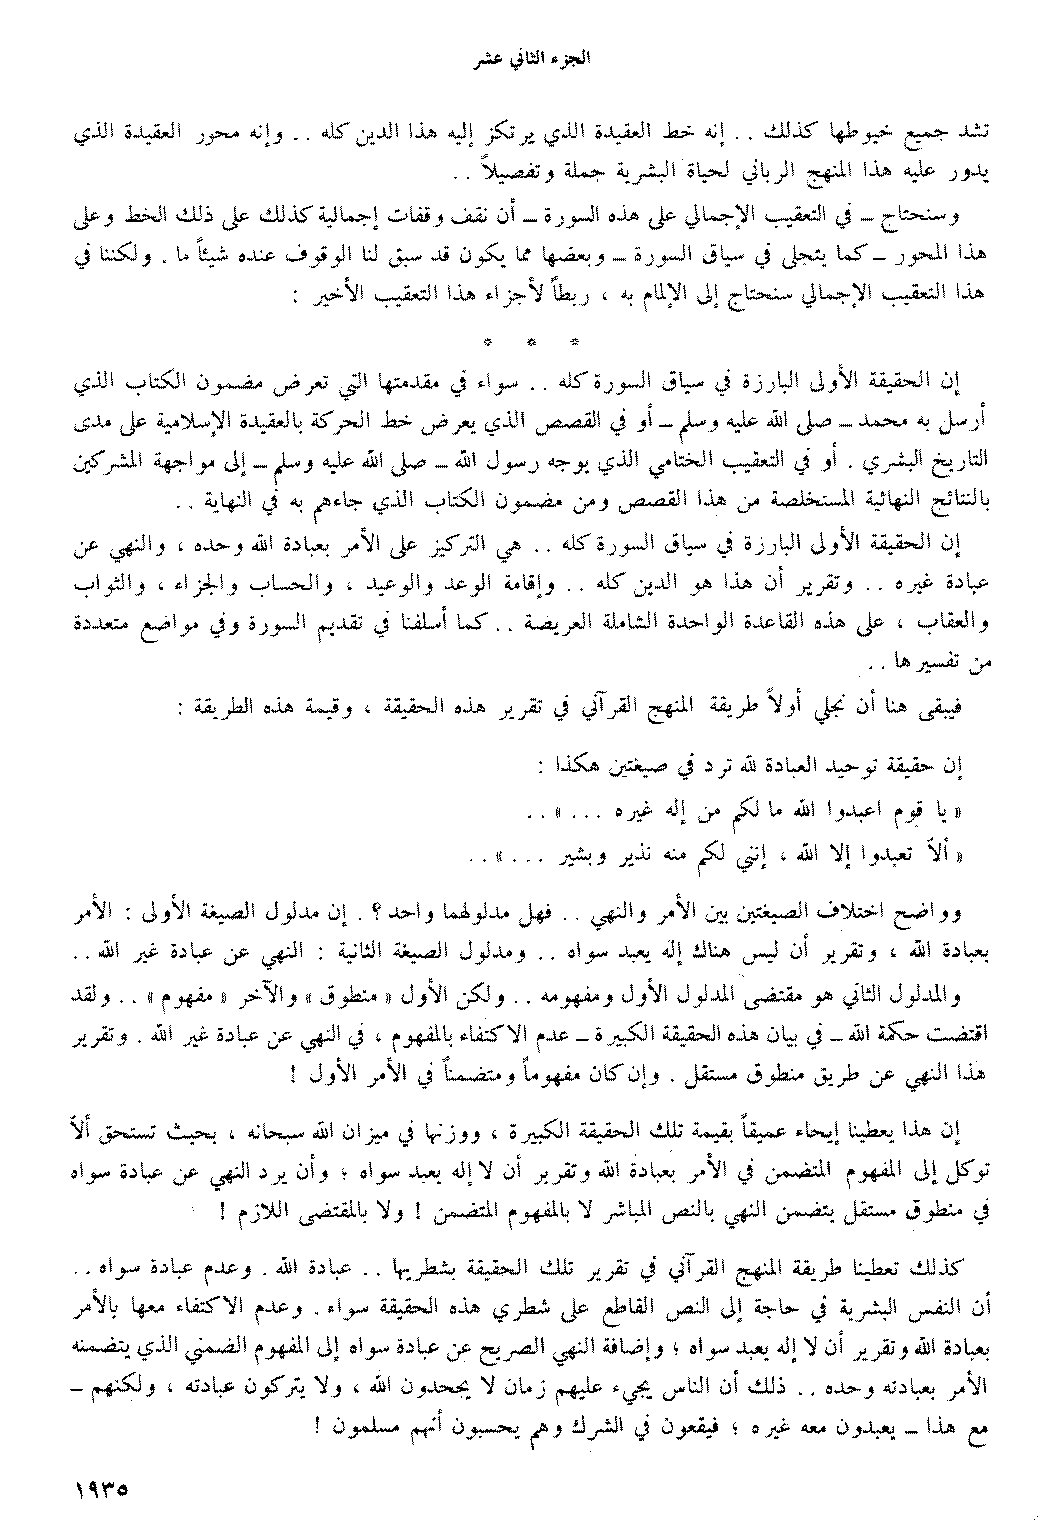 الجزء الثاني عشر
تشد جميع خيوطها كذلك . . إنه خط العقيدة الذي يرتكز إليه هذا الدين كله . . وإنه محور العقيدة الذي
يدور عليه هذا المنهج الرباني لحياة البشرية جملة وتفصيلاً . .
وسنحتاج ــ في التعقيب الإجمالي على هذه السورة ــ أن نقف وقفات إجمالية كذلك على ذلك الخط وعلى
هذا المحور ــ كما يتجلى في سياق السورة ــ وبعضها مما يكون قد سبق لنا الوقوف عنده شيئاً ما . ولكننا في
هذا التعقيب الإجمالي سنحتاج إلى الإلمام به ، ربطاً لأجزاء هذا التعقيب الأخير :
* * *
إن الحقيقة الأولى البارزة في سياق السورة كله . . سواء في مقدمتها التي تعرض مضمون الكتاب الذي
أرسل به محمد ــ صلى الله عليه وسلم ــ أو في القصص الذي يعرض خط الحركة بالعقيدة الإسلامية على مدى
التاريخ البشري . أو في التعقيب الختامي الذي يوجه رسول الله ــ صلى الله عليه وسلم ــ إلى مواجهة المشركين
بالنتائج النهائية المستخلصة من هذا القصص ومن مضمون الكتاب الذي جاءهم به في النهاية . .
إن الحقيقة الأولى البارزة في سياق السورة كله . . هي التركيز على الأمر بعبادة الله وحده ، والنهي عن
عبادة غيره . . وتقرير أن هذا هو الدين كله . . وإقامة الوعد والوعيد ، والحساب والجزاء ، والثواب
والعقاب ، على هذه القاعدة الواحدة الشاملة العريضة . . كما أسلفنا في تقديم السورة وفي مواضع متعددة
من تفسيرها . .
فيبقى هنا أن نجلي أولاً طريقة المنهج القرآني في تقرير هذه الحقيقة ، وقيمة هذه الطريقة :
إن حقيقة توحيد العبادة لله ترد في صيغتين هكذا :
« يا قوم اعبدوا الله ما لكم من إله غيره . . . » . .
« ألاّ تعبدوا إلا الله ، إنني لكم منه نذير وبشير . . . » . .
وواضح اختلاف الصيغتين بين الأمر والنهي . . فهل مدلولهما واحد ؟ . إن مدلول الصيغة الأولى : الأمر
بعبادة الله ، وتقرير أن ليس هناك إله يعبد سواه . . ومدلول الصيغة الثانية : النهي عن عبادة غير الله . .
والمدلول الثاني هو مقتضى المدلول الأول ومفهومه . . ولكن الأول « منطوق » والآخر « مفهوم » . . ولقد
اقتضت حكمة الله ــ في بيان هذه الحقيقة الكبيرة ــ عدم الاكتفاء بالمفهوم ، في النهي عن عبادة غير الله . وتقرير
هذا النهي عن طريق منطوق مستقل . وإن كان مفهوماً ومتضمناً في الأمر الأول !
إن هذا يعطينا إيحاء عميقاً بقيمة تلك الحقيقة الكبيرة ، ووزنها في ميزان الله سبحانه ، بحيث تستحق ألاّ
توكل إلى المفهوم المتضمن في الأمر بعبادة الله وتقرير أن لا إله يعبد سواه ؛ وأن يرد النهي عن عبادة سواه
في منطوق مستقل يتضمن النهي بالنص المباشر لا بالمفهوم المتضمن ! ولا بالمقتضى اللازم !
كذلك تعطينا طريقة المنهج القرآني في تقرير تلك الحقيقة بشطريها . . عبادة الله . وعدم عبادة سواه . .
أن النفس البشرية في حاجة إلى النص القاطع على شطري هذه الحقيقة سواء . وعدم الاكتفاء معها بالأمر
بعبادة الله وتقرير أن لا إله يعبد سواه ؛ وإضافة النهي الصريح عن عبادة سواه إلى المفهوم الضمني الذي يتضمنه
الأمر بعبادته وحده . . ذلك أن الناس يجيء عليهم زمان لا يجحدون الله ، ولا يتركون عبادته ، ولكنهم ــ
مع هذا ــ يعبدون معه غيره ؛ فيقعون في الشرك وهم يحسبون أنهم مسلمون !
١٩٣٥